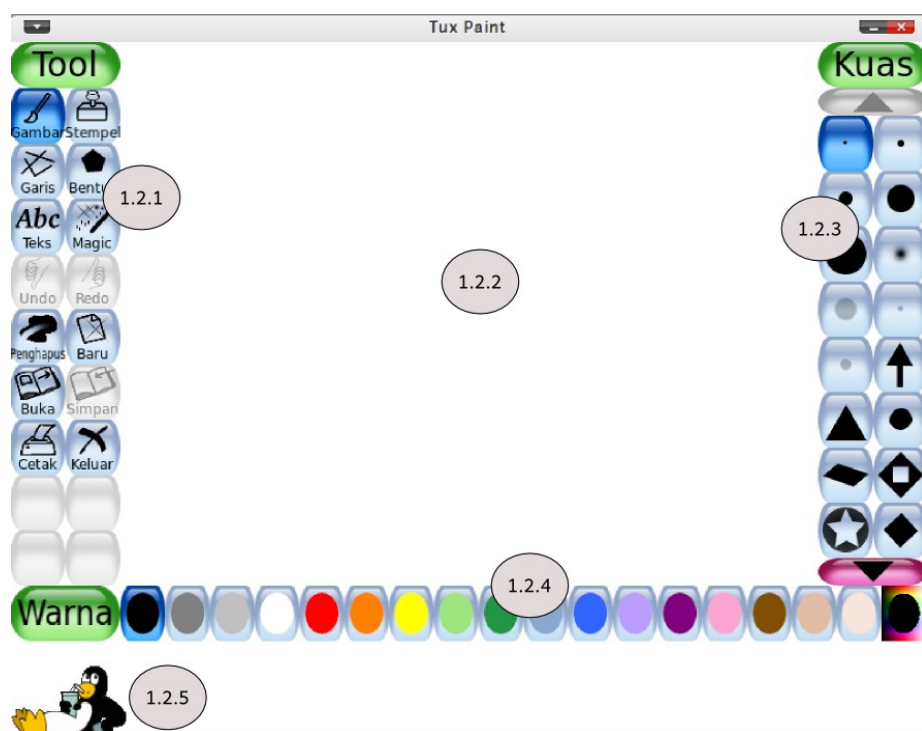 Tux Paint
Tool
Kuas
Gambar Stempel
Garis Bentu
1.2.1
Abc
Teks Magic
1.2.3
1.2.2
Undo Redo
Penghapus Baru
Buka Simpan
Cetak Keluar
1.2.4
Warna
1.2.5